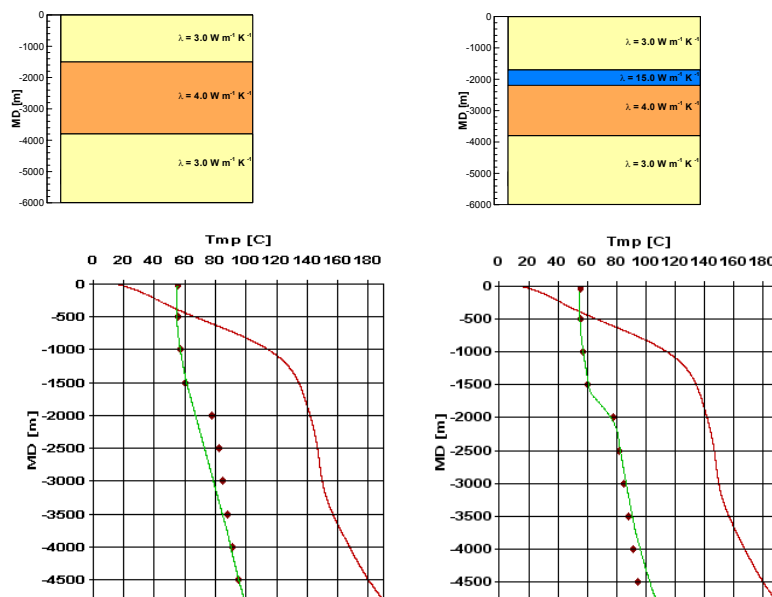 0
-1000
-2000
-3000
-4000
-5000
-6000
MD [m]
λ = 3.0 W m⁻¹ K⁻¹
λ = 4.0 W m⁻¹ K⁻¹
λ = 3.0 W m⁻¹ K⁻¹
0
-1000
-2000
-3000
-4000
-5000
-6000
MD [m]
λ = 3.0 W m⁻¹ K⁻¹
λ = 15.0 W m⁻¹ K⁻¹
λ = 4.0 W m⁻¹ K⁻¹
λ = 3.0 W m⁻¹ K⁻¹
Tmp [C]
0 20 40 60 80 100 120 140 160 180
0
-500
-1000
-1500
-2000
-2500
-3000
-3500
-4000
-4500
MD [m]
Tmp [C]
0 20 40 60 80 100 120 140 160 180
0
-500
-1000
-1500
-2000
-2500
-3000
-3500
-4000
-4500
MD [m]